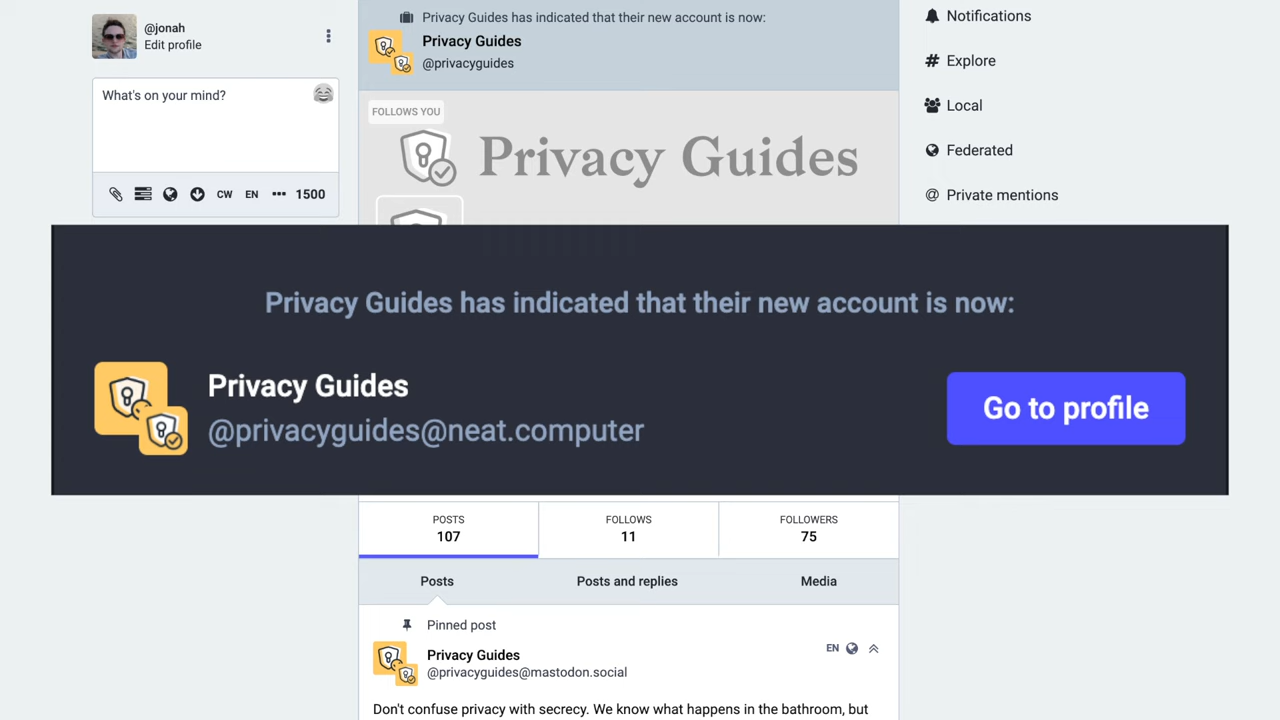 @jonah
Edit profile
What's on your mind?
CW
EN
1500
Privacy Guides has indicated that their new account is now:
Privacy Guides
@privacyguides
FOLLOWS YOU
Privacy Guides
Notifications
Explore
Local
Federated
@ Private mentions
Privacy Guides has indicated that their new account is now:
Privacy Guides
@privacyguides@neat.computer
Go to profile
POSTS
107
FOLLOWS
11
FOLLOWERS
75
Posts
Posts and replies
Media
Pinned post
Privacy Guides
@privacyguides@mastodon.social
EN
Don't confuse privacy with secrecy. We know what happens in the bathroom, but